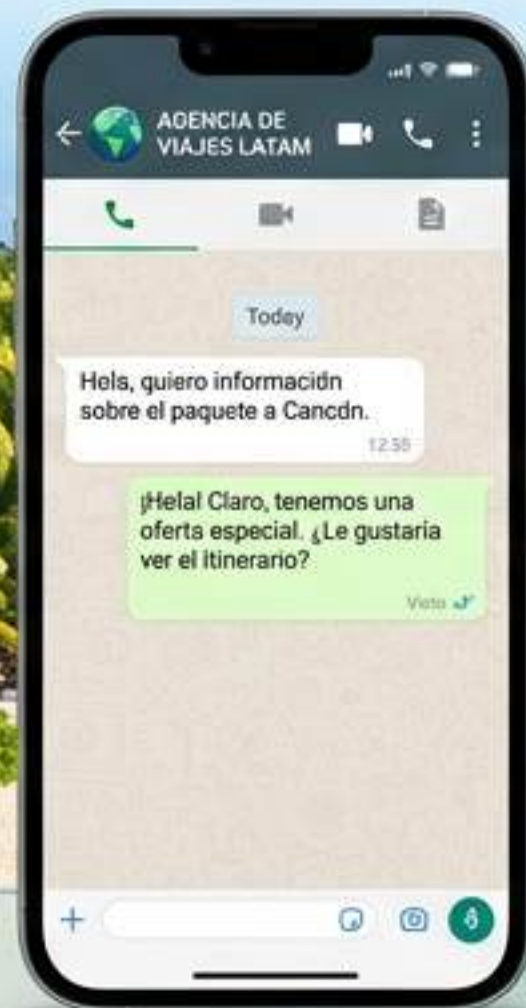 AGENCIA DE
VIAJES LATAM
Today
Hels, quiero informacidn
sobre el paquete a Cancdn.
12.35
¡Helal Claro, tenemos una
oferta especial. ¿Le gustaria
ver el itinerario?
Visto